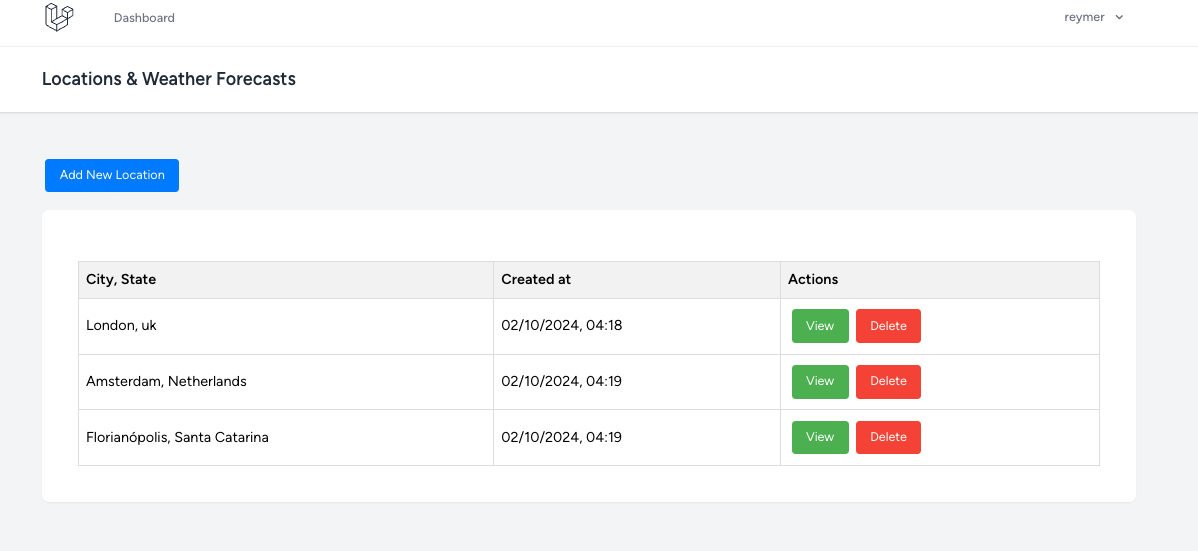 Dashboard reymer
Locations & Weather Forecasts
Add New Location
City, State Created at Actions
London, uk 02/10/2024, 04:18 View Delete
Amsterdam, Netherlands 02/10/2024, 04:19 View Delete
Florianópolis, Santa Catarina 02/10/2024, 04:19 View Delete